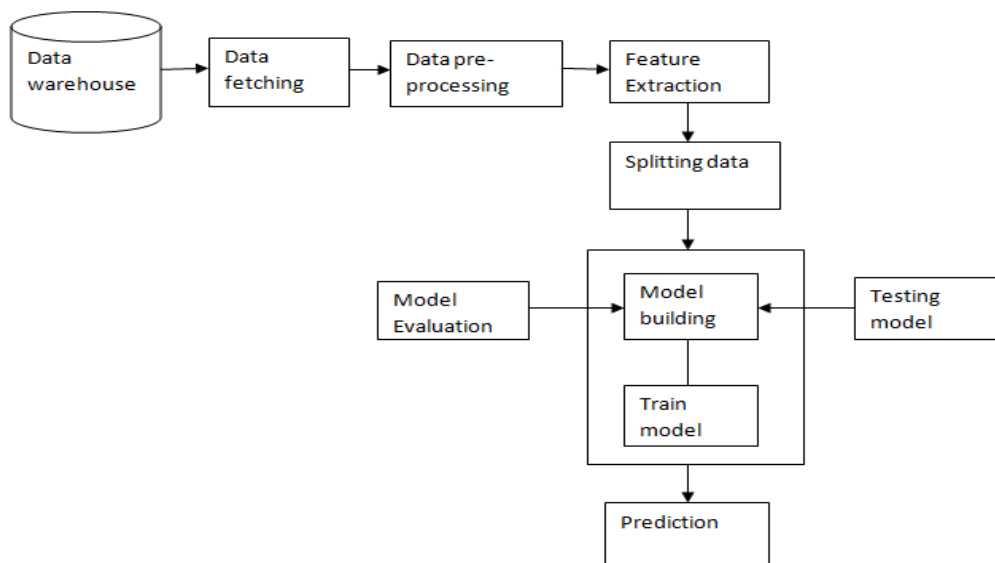 Data
warehouse
Data
fetching
Data pre-
processing
Feature
Extraction
Splitting data
Model
Evaluation
Model
building
Testing
model
Train
model
Prediction